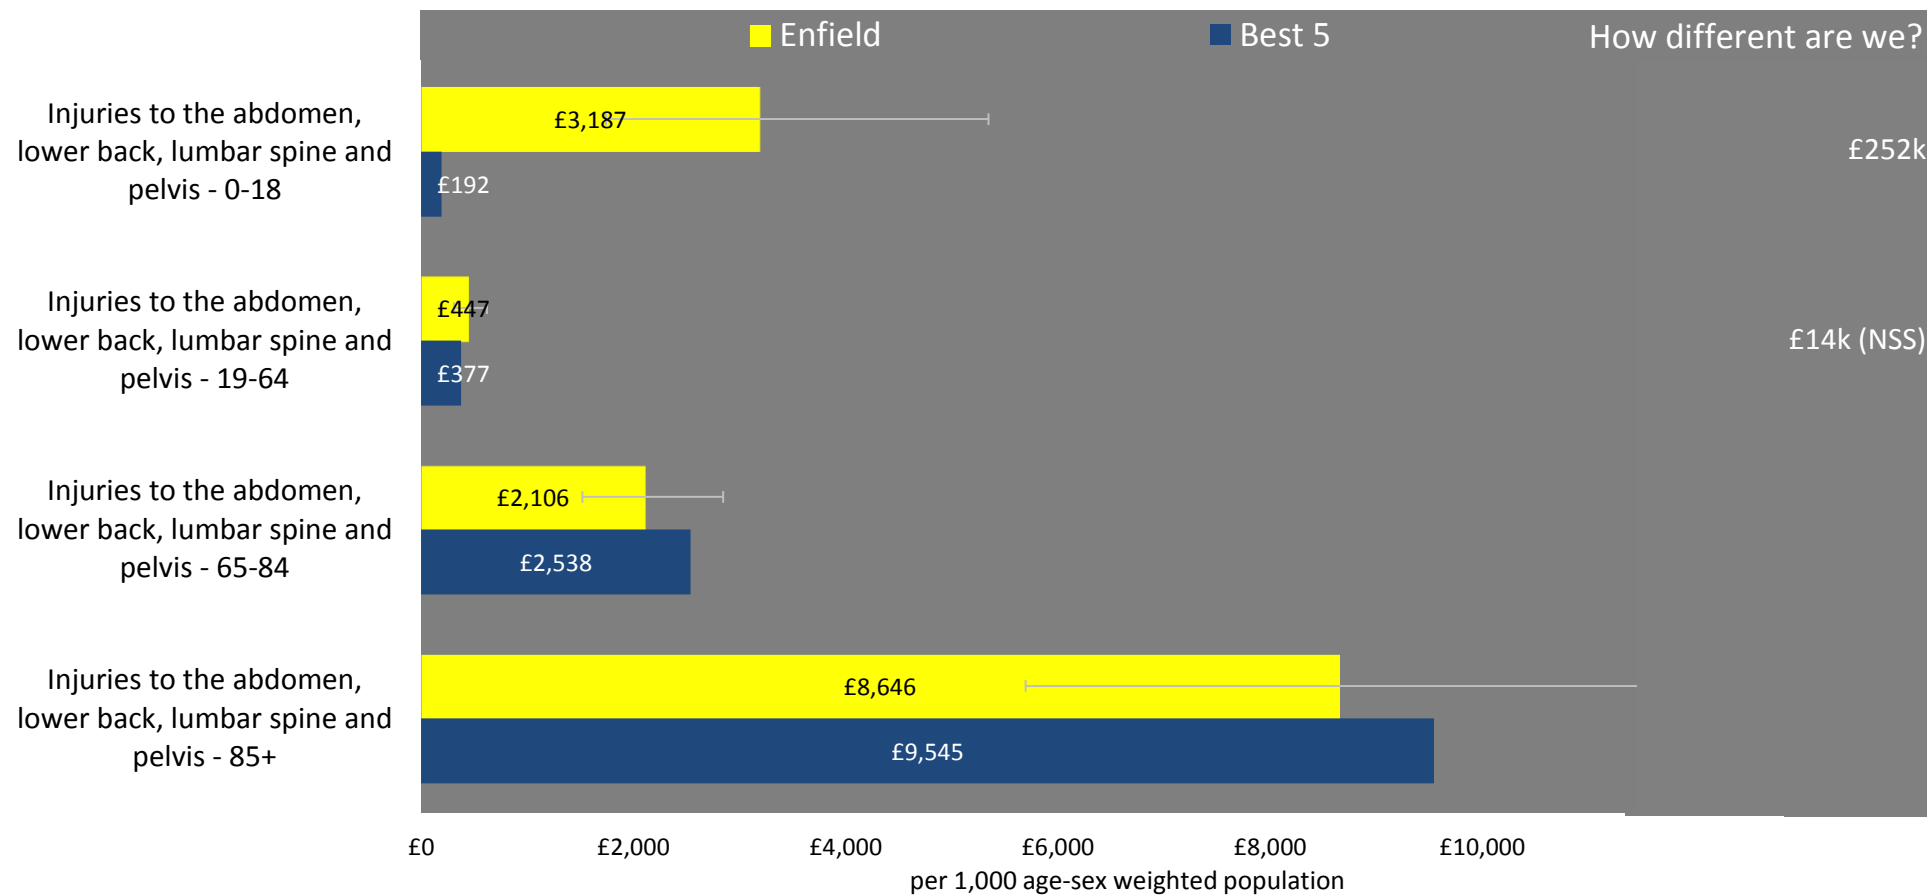 Enfield
Best 5
How different are we?
Injuries to the abdomen,
lower back, lumbar spine and
pelvis - 0-18
£3,187
£192
£252k
Injuries to the abdomen,
lower back, lumbar spine and
pelvis - 19-64
£447
£377
£14k (NSS)
Injuries to the abdomen,
lower back, lumbar spine and
pelvis - 65-84
£2,106
£2,538
Injuries to the abdomen,
lower back, lumbar spine and
pelvis - 85+
£8,646
£9,545
£0
£2,000
£4,000
£6,000
£8,000
£10,000
per 1,000 age-sex weighted population